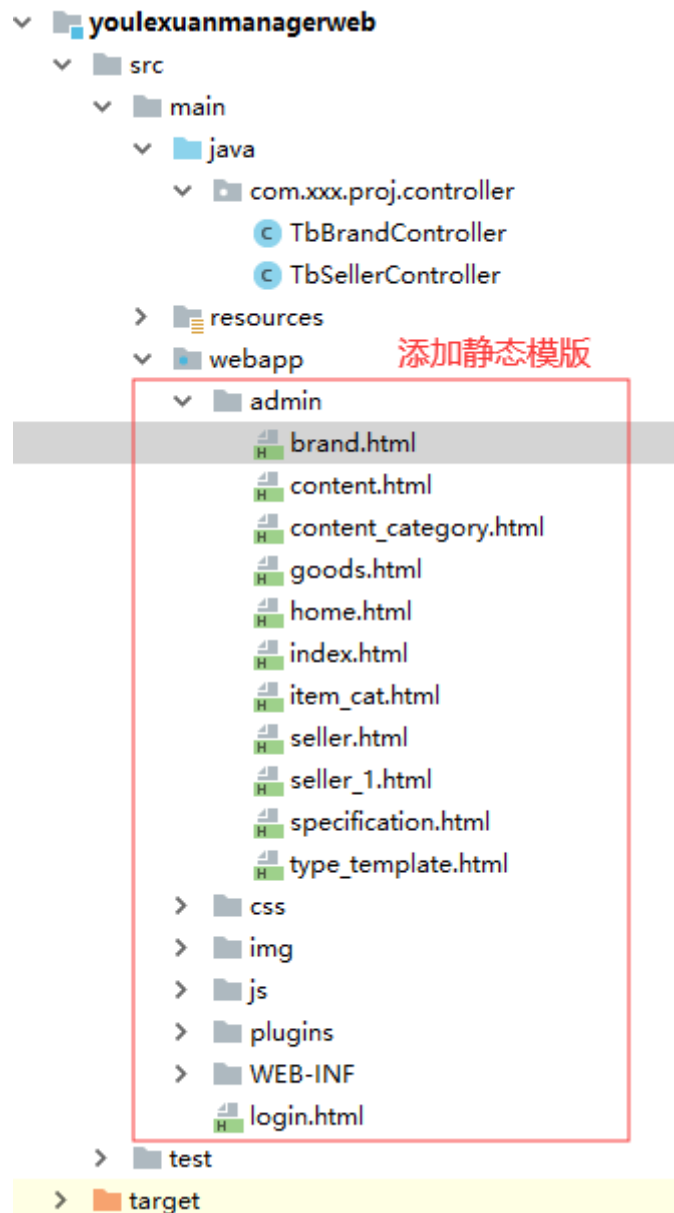 youlexuanmanagerweb
src
main
java
com.xxx.proj.controller
TbBrandController
TbSellerController
resources
webapp 添加静态模版
admin
brand.html
content.html
content_category.html
goods.html
home.html
index.html
item_cat.html
seller.html
seller_1.html
specification.html
type_template.html
css
img
js
plugins
WEB-INF
login.html
test
target